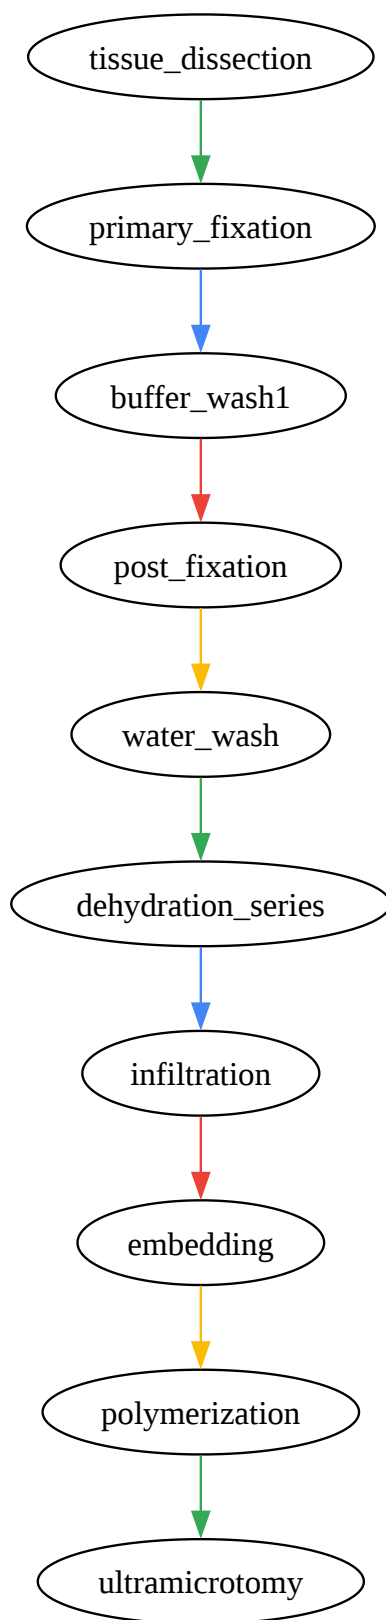 tissue_dissection
primary_fixation
buffer_wash1
post_fixation
water_wash
dehydration_series
infiltration
embedding
polymerization
ultramicrotomy